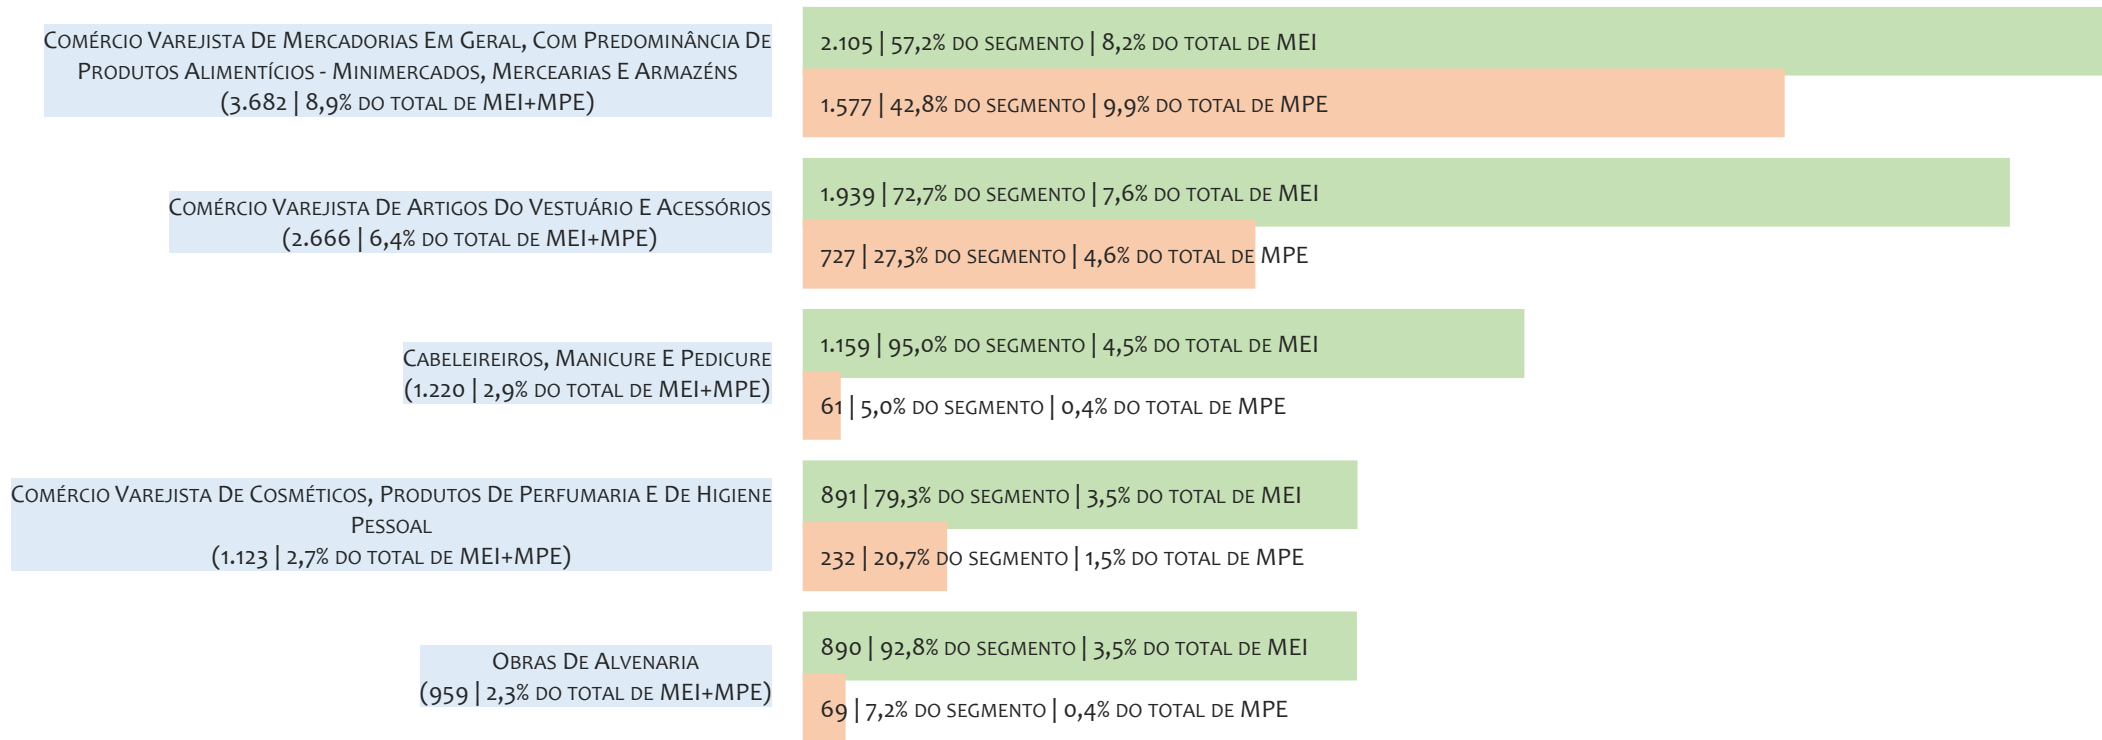 Comércio Varejista De Mercadorias Em Geral, Com Predominância De
Produtos Alimentícios - Minimercados, Mercearias E Armazéns
(3.682 | 8,9% do total de MEI+MPE)
2.105 | 57,2% do segmento | 8,2% do total de MEI
1.577 | 42,8% do segmento | 9,9% do total de MPE
Comércio Varejista De Artigos Do Vestuário E Acessórios
(2.666 | 6,4% do total de MEI+MPE)
1.939 | 72,7% do segmento | 7,6% do total de MEI
727 | 27,3% do segmento | 4,6% do total de MPE
Cabeleireiros, Manicure E Pedicure
(1.220 | 2,9% do total de MEI+MPE)
1.159 | 95,0% do segmento | 4,5% do total de MEI
61 | 5,0% do segmento | 0,4% do total de MPE
Comércio Varejista De Cosméticos, Produtos De Perfumaria E De Higiene
Pessoal
(1.123 | 2,7% do total de MEI+MPE)
891 | 79,3% do segmento | 3,5% do total de MEI
232 | 20,7% do segmento | 1,5% do total de MPE
Obras De Alvenaria
(959 | 2,3% do total de MEI+MPE)
890 | 92,8% do segmento | 3,5% do total de MEI
69 | 7,2% do segmento | 0,4% do total de MPE